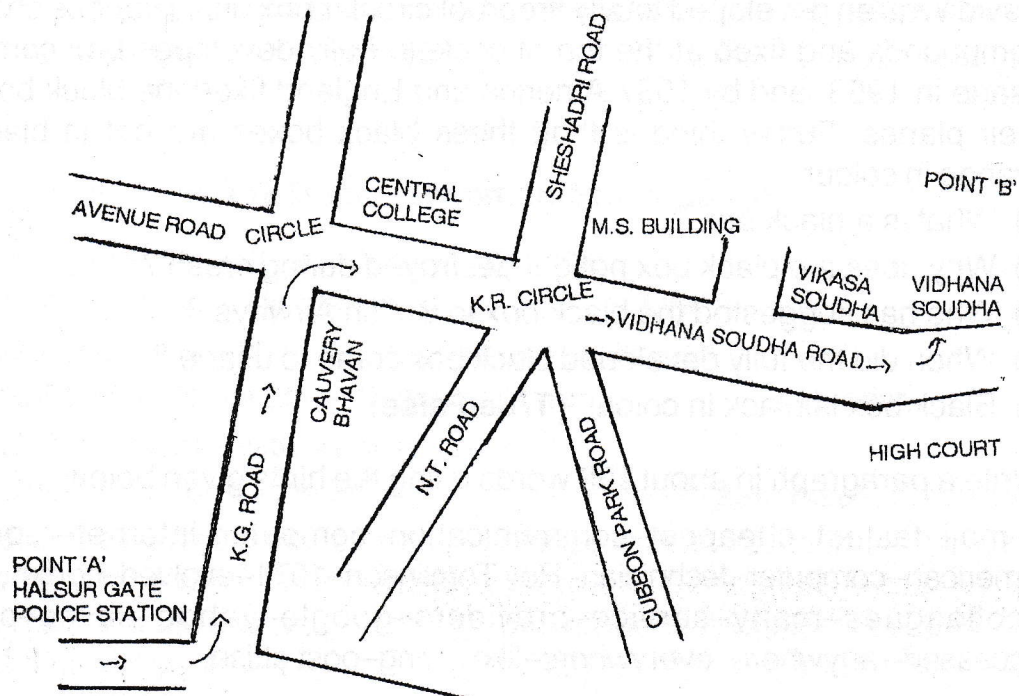 SHESHADRI ROAD
POINT 'B'
CENTRAL
COLLEGE
AVENUE ROAD CIRCLE
M.S. BUILDING
VIKASA
SOUDHA
VIDHANA
SOUDHA
K.R. CIRCLE
VIDHANA SOUDHA ROAD
CAUVERY
BHAVAN
N.T. ROAD
HIGH COURT
K.G. ROAD
CUBBON PARK ROAD
POINT 'A'
HALSUR GATE
POLICE STATION